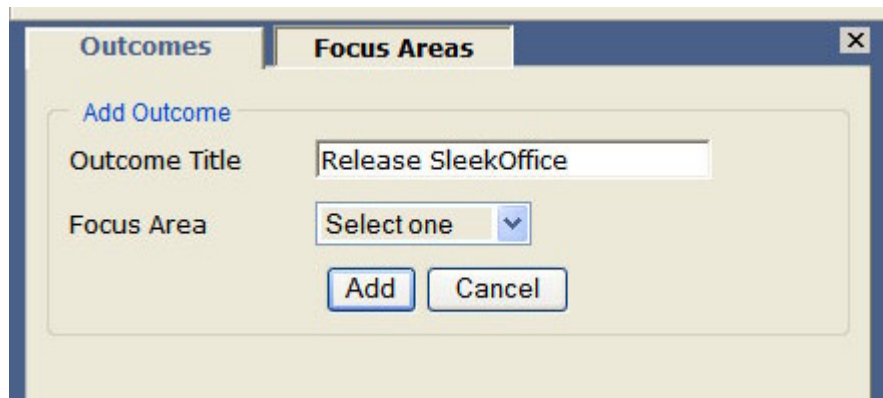 Outcomes Focus Areas
Add Outcome
Outcome Title Release SleekOffice
Focus Area Select one
Add Cancel